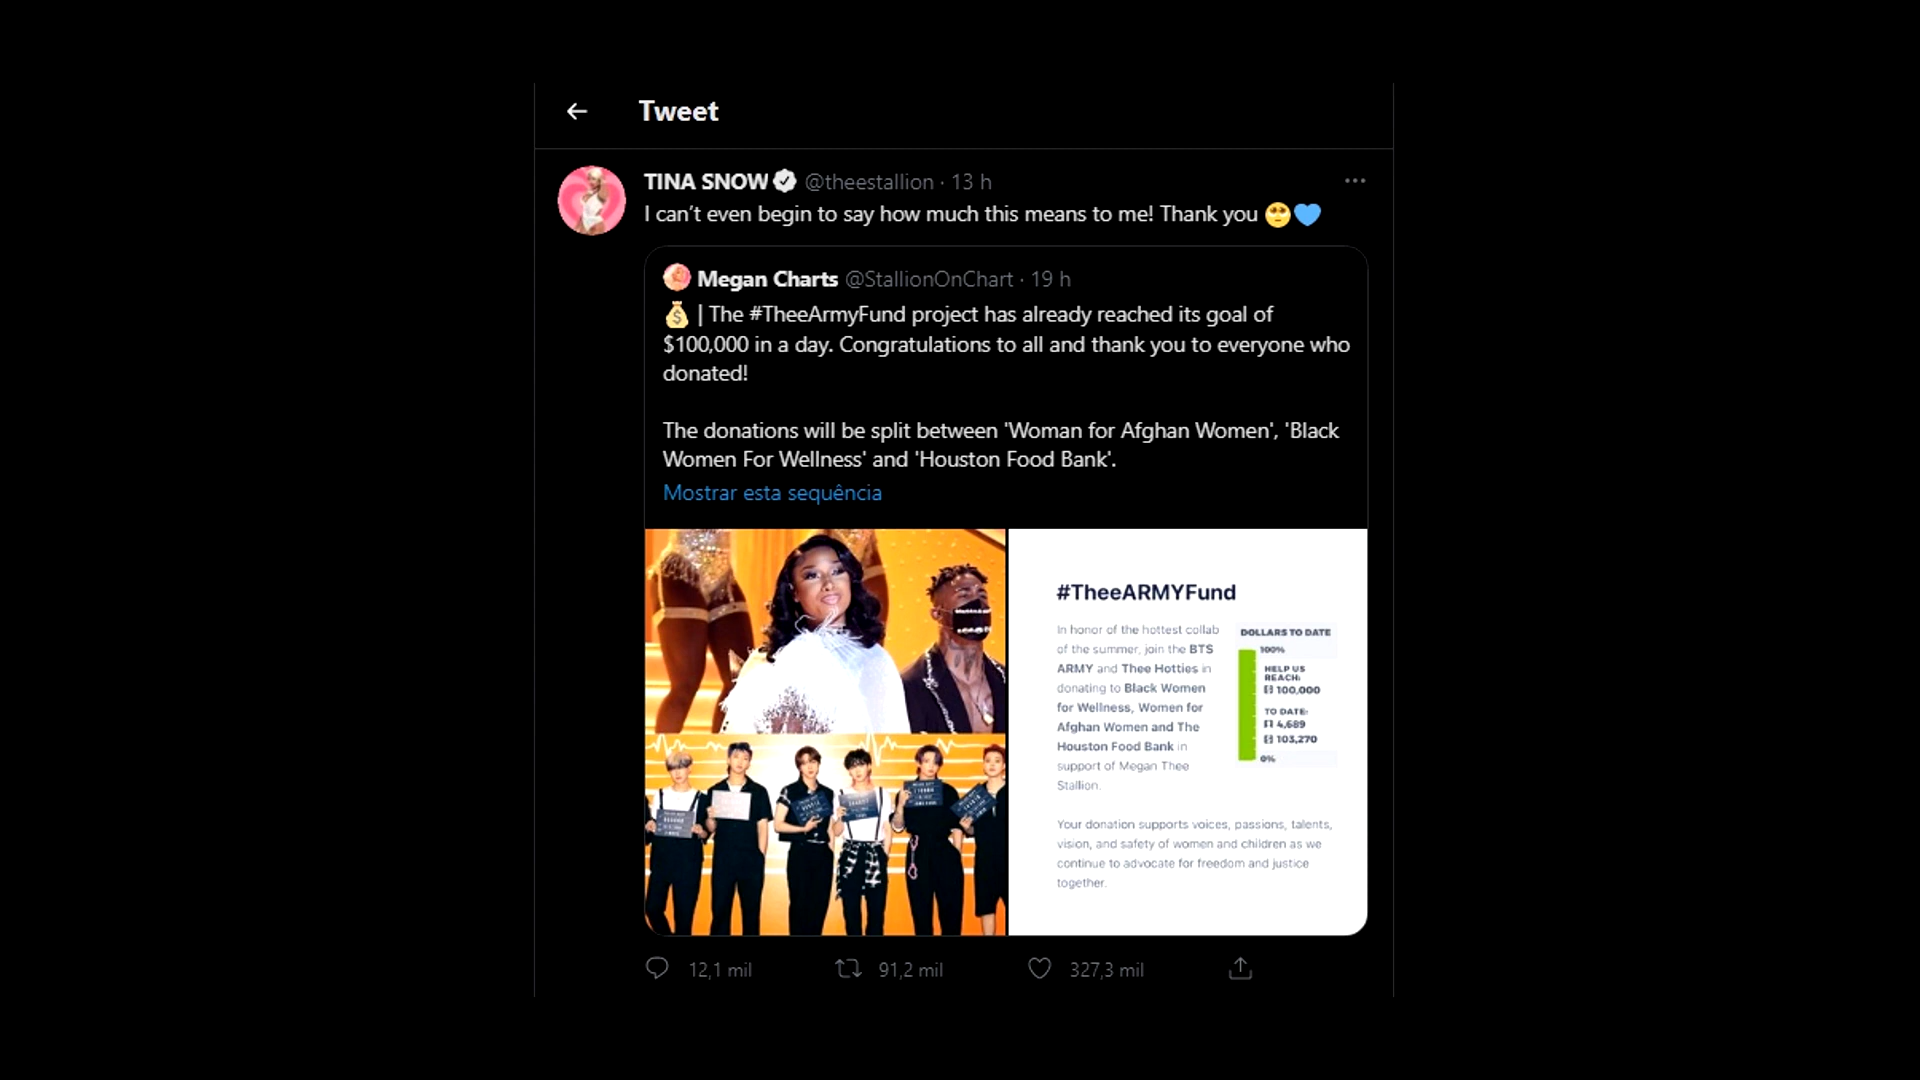 Tweet
TINA SNOW @theestallion · 13 h
I can’t even begin to say how much this means to me! Thank you 🥺💙
Megan Charts @StallionOnChart · 19 h
💰 | The #TheeArmyFund project has already reached its goal of
$100,000 in a day. Congratulations to all and thank you to everyone who
donated!
The donations will be split between 'Woman for Afghan Women', 'Black
Women For Wellness' and 'Houston Food Bank'.
Mostrar esta sequência
#TheeARMYFund
In honor of the hottest collab
of the summer, join the BTS
ARMY and Thee Hotties in
donating to Black Women
for Wellness, Women for
Afghan Women and The
Houston Food Bank in
support of Megan Thee
Stallion.
DOLLARS TO DATE
100%
HELP US
REACH:
100,000
TO DATE:
4,689
103,270
0%
Your donation supports voices, passions, talents,
vision, and safety of women and children as we
continue to advocate for freedom and justice
together.
12,1 mil
91,2 mil
327,3 mil